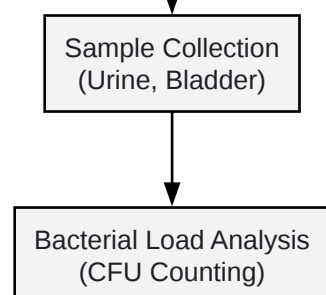 Sample Collection
(Urine, Bladder)
Bacterial Load Analysis
(CFU Counting)